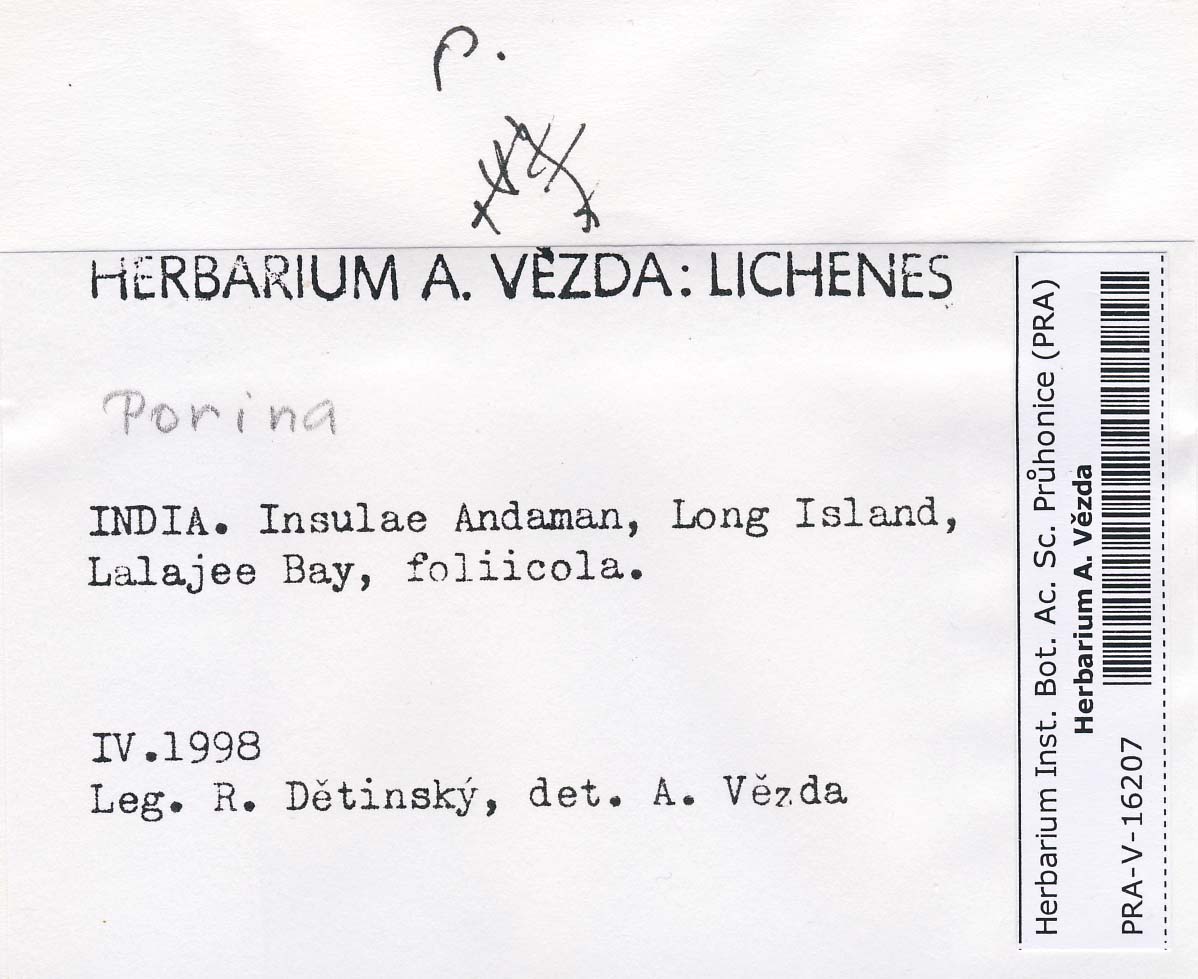 P.
HERBARIUM A. VĚZDA: LICHENES
Porina
INDIA. Insulae Andaman, Long Island,
Lalajee Bay, foliicola.
IV.1998
Leg. R. Dětinský, det. A. Vězda
Herbarium Inst. Bot. Ac. Sc. Průhonice (PRA)
Herbarium A. Vězda
PRA-V-16207